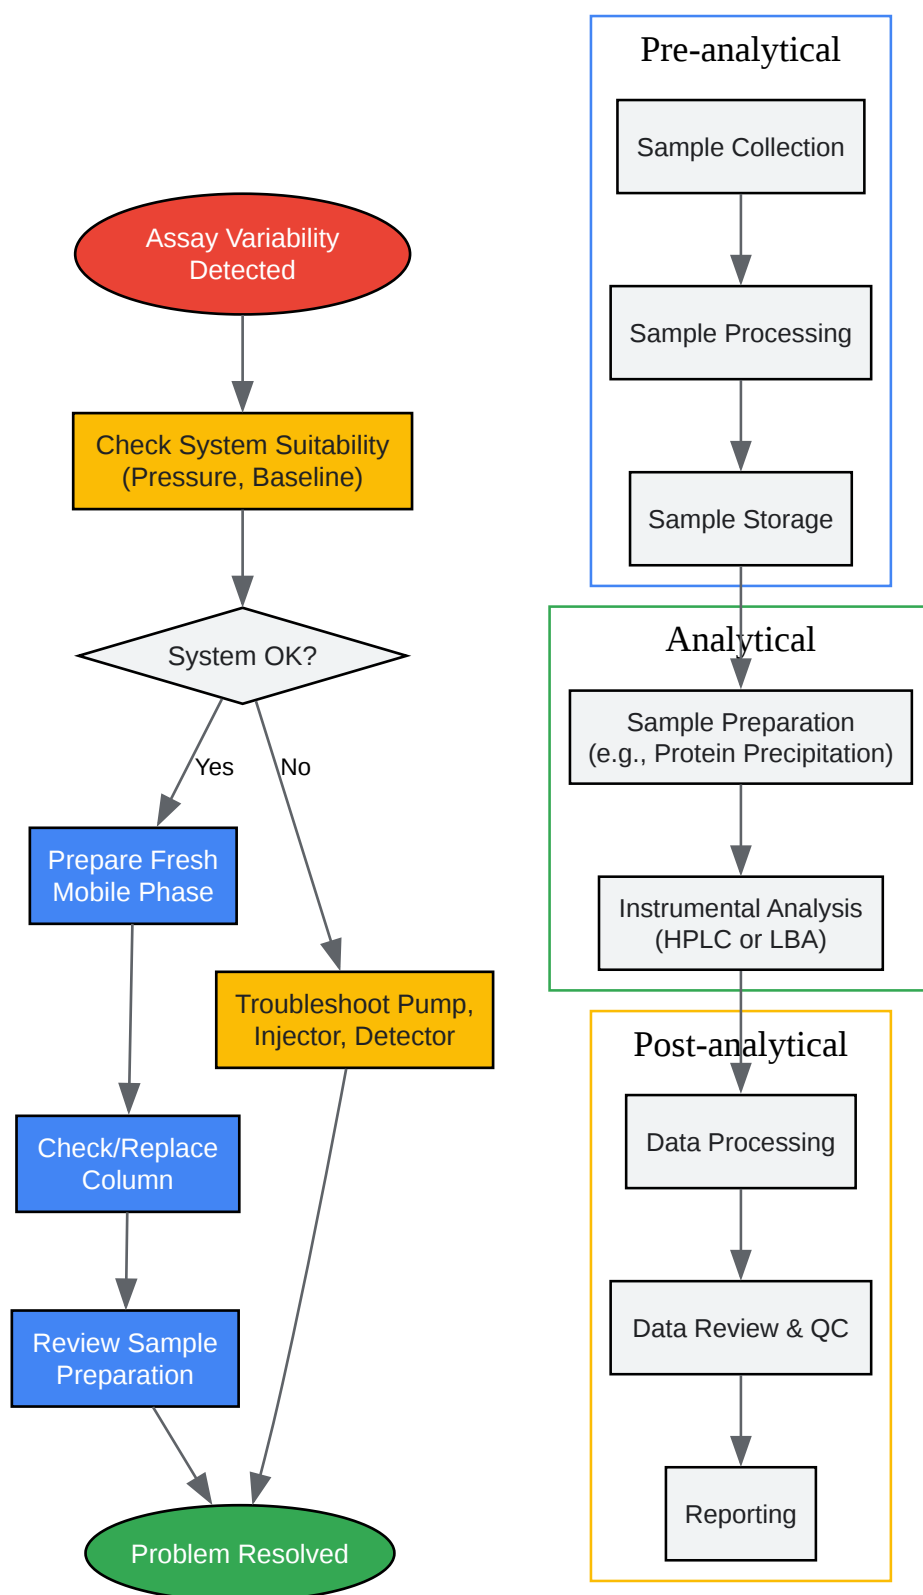 Assay Variability
Detected
Check System Suitability
(Pressure, Baseline)
System OK?
Yes
No
Prepare Fresh
Mobile Phase
Troubleshoot Pump,
Injector, Detector
Check/Replace
Column
Review Sample
Preparation
Problem Resolved
Pre-analytical
Sample Collection
Sample Processing
Sample Storage
Analytical
Sample Preparation
(e.g., Protein Precipitation)
Instrumental Analysis
(HPLC or LBA)
Post-analytical
Data Processing
Data Review & QC
Reporting